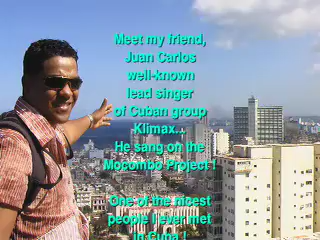 Meet my friend,
Juan Carlos
well-known
lead singer
of Cuban group
Klimax...
He sang on the
Mocombo Project !
One of the nicest
people I ever met
in Cuba !